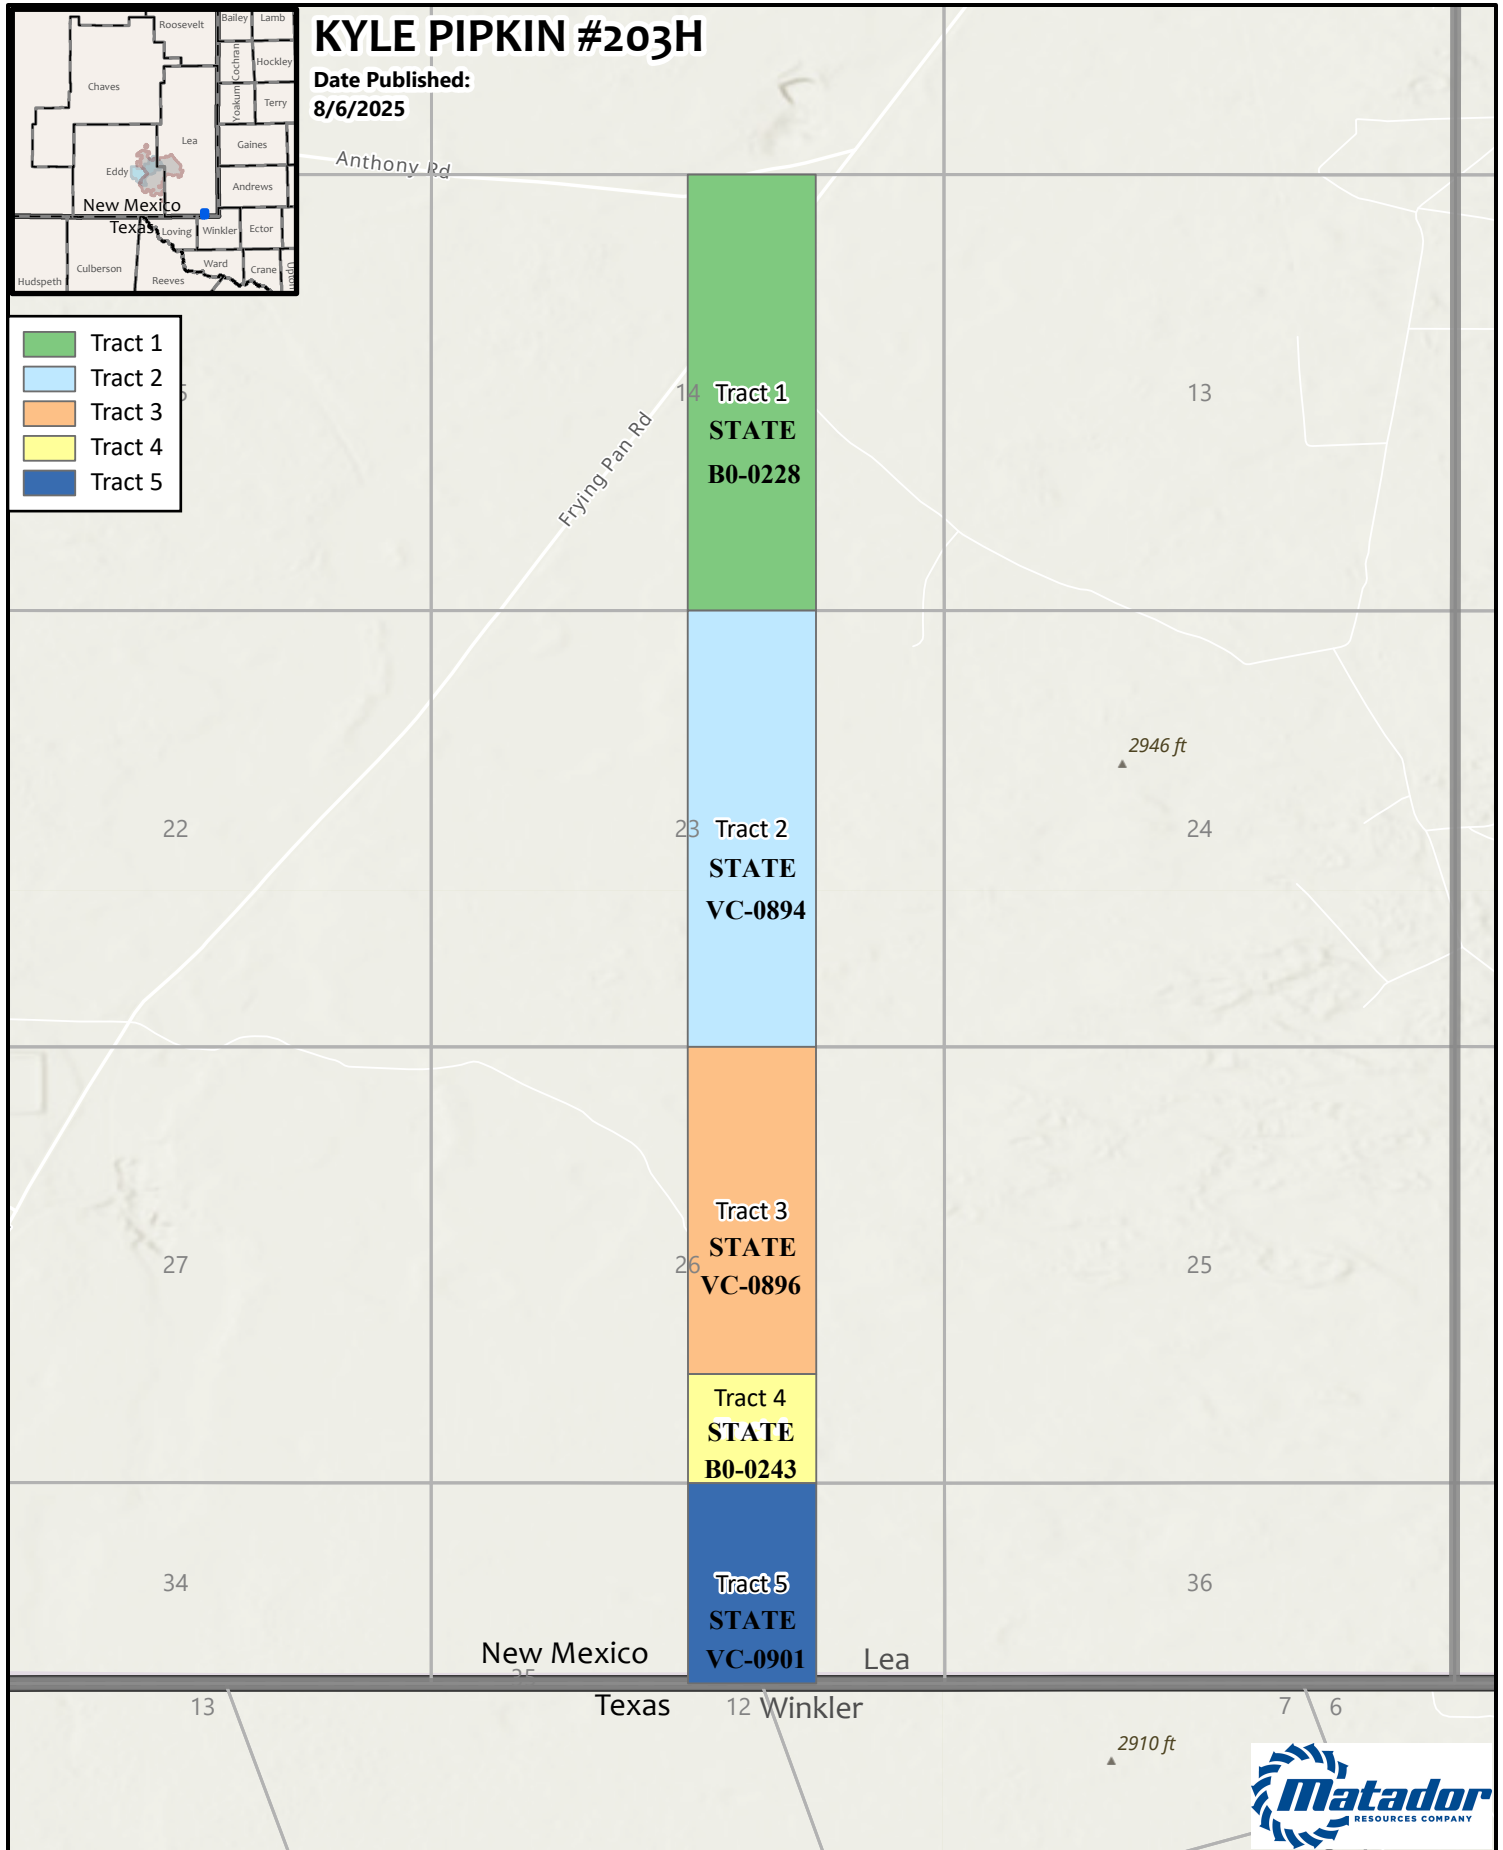 KYLE PIPKIN #203H
Date Published:
8/6/2025
Roosevelt
Bailey
Lamb
Chaves
Cochran
Hockley
Yoakum
Terry
Lea
Gaines
Eddy
Andrews
New Mexico
Texas
Loving
Winkler
Ector
Culberson
Ward
Crane
Upton
Hudspeth
Reeves
Anthony Rd
Tract 1
Tract 2
Tract 3
Tract 4
Tract 5
14
Tract 1
STATE
B0-0228
13
Frying Pan Rd
2946 ft
22
23
Tract 2
STATE
VC-0894
24
Tract 3
STATE
VC-0896
27
26
25
Tract 4
STATE
B0-0243
34
Tract 5
STATE
VC-0901
36
New Mexico
Lea
13
Texas
12
Winkler
7
6
2910 ft
Matador
RESOURCES COMPANY